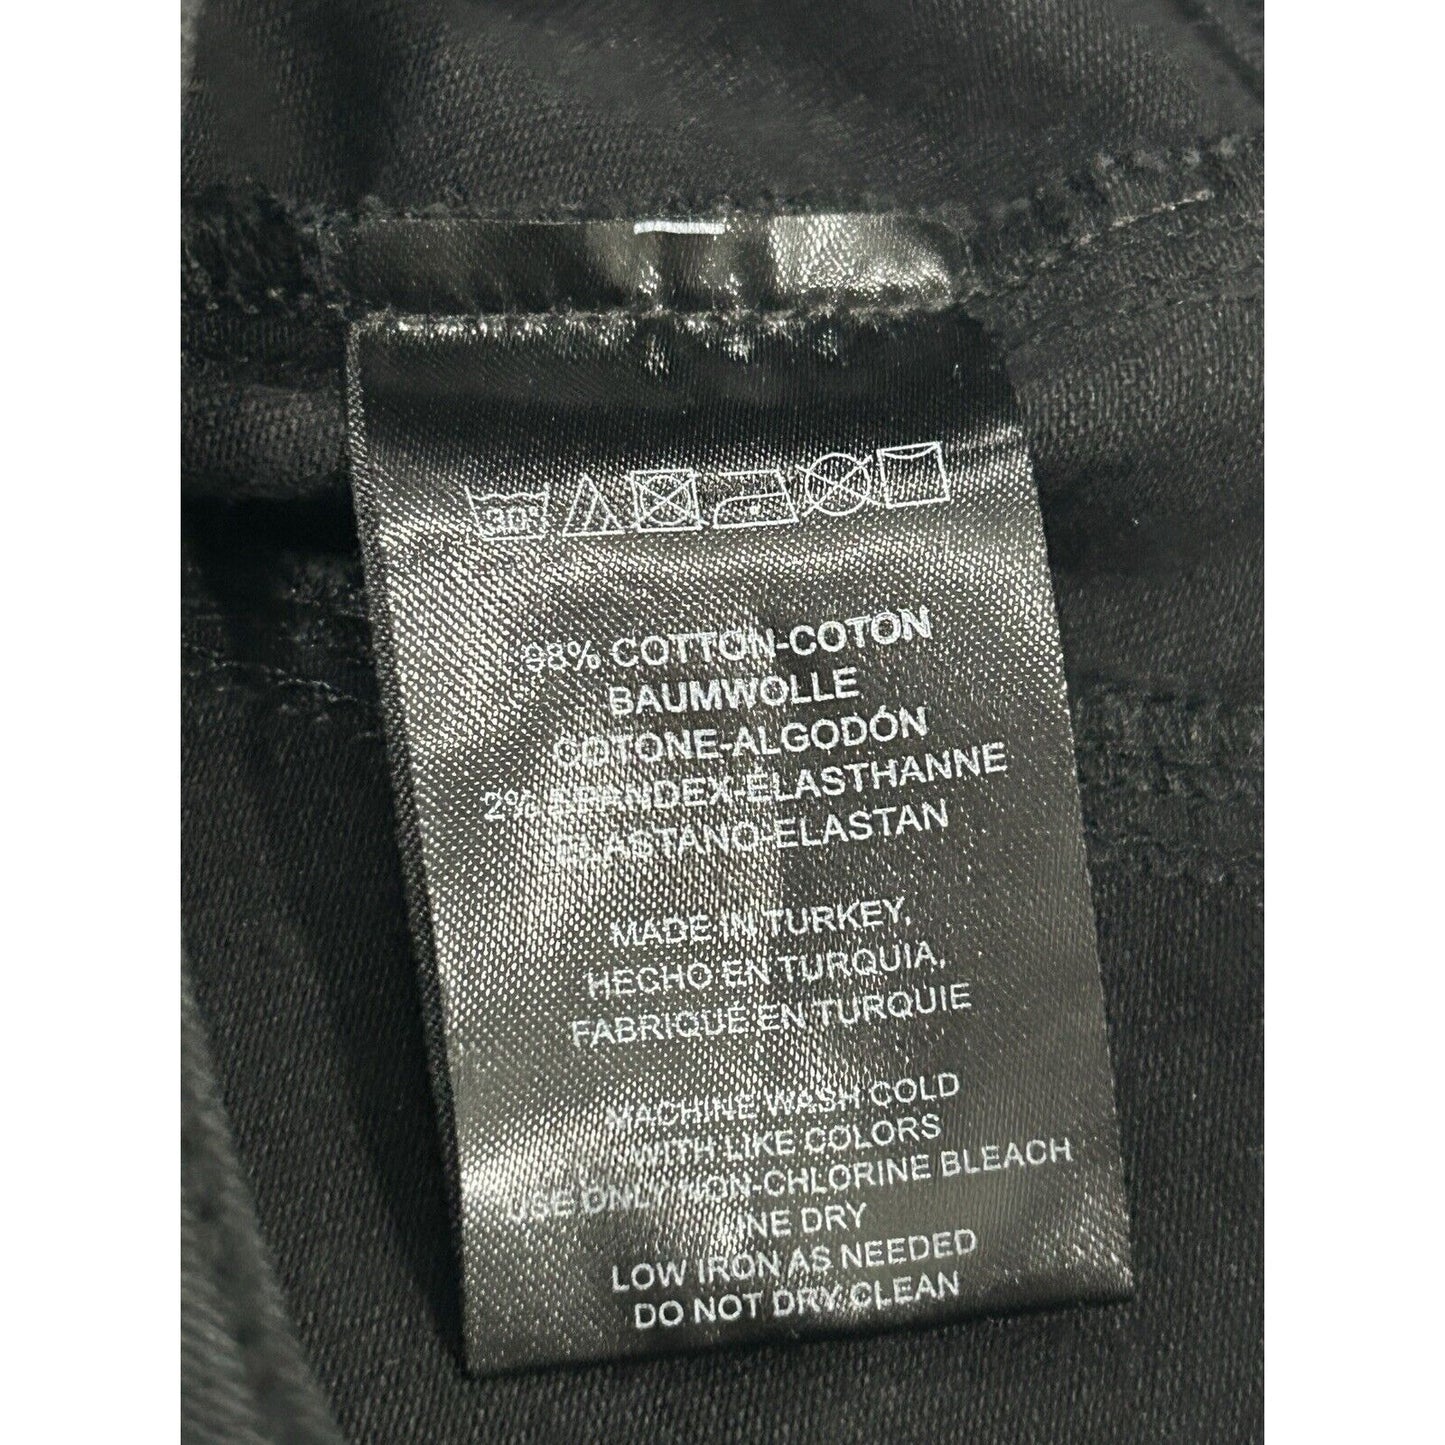 30°
98% COTTON-COTON
BAUMWOLLE
COTONE-ALGODÓN
2% SPANDEX-ÉLASTHANNE
ELASTANO-ELASTAN
MADE IN TURKEY,
HECHO EN TURQUIA,
FABRIQUÉ EN TURQUIE
MACHINE WASH COLD
WITH LIKE COLORS
USE ONLY NON-CHLORINE BLEACH
LINE DRY
LOW IRON AS NEEDED
DO NOT DRY CLEAN